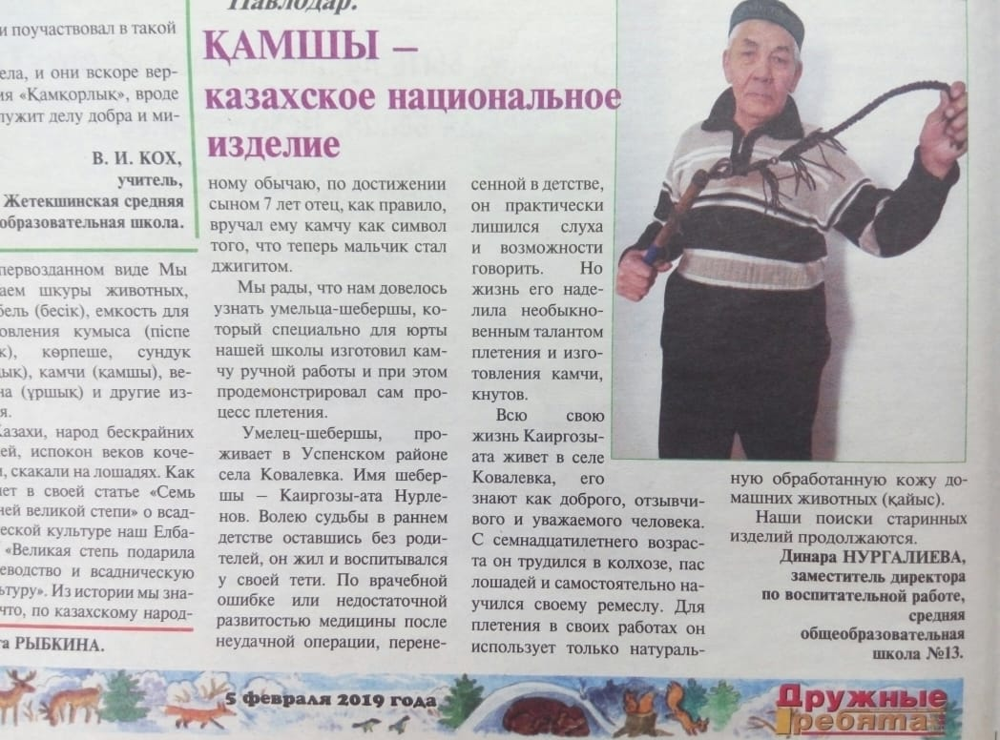 Павлодар.
и поучаствовал в такой
ела, и они вскоре вер-
ия «Қамқорлық», вроде
лужит делу добра и ми-
В. И. КОХ,
учитель,
Жетекшинская средняя
образовательная школа.
ҚАМШЫ –
казахское национальное
изделие
первозданном виде Мы
аем шкуры животных,
бель (бесік), емкость для
овления кумыса (піспе
к), көрпеше, сундук
дық), камчи (қамшы), ве-
на (ұршық) и другие из-
я.
Казахи, народ бескрайних
ей, испокон веков коче-
и, скакали на лошадях. Как
ет в своей статье «Семь
ней великой степи» о всад-
еской культуре наш Елба-
«Великая степь подарила
еводство и всадническую
ьтуру». Из истории мы зна-
что, по казахскому народ-
га РЫБКИНА.
ному обычаю, по достижении
сыном 7 лет отец, как правило,
вручал ему камчу как символ
того, что теперь мальчик стал
джигитом.
Мы рады, что нам довелось
узнать умельца-шебершы, ко-
торый специально для юрты
нашей школы изготовил кам-
чу ручной работы и при этом
продемонстрировал сам про-
цесс плетения.
Умелец-шебершы, про-
живает в Успенском районе
села Ковалевка. Имя шебер-
шы – Каиргозы-ата Нурле-
нов. Волею судьбы в раннем
детстве оставшись без роди-
телей, он жил и воспитывался
у своей тети. По врачебной
ошибке или недостаточной
развитостью медицины после
неудачной операции, перене-
сенной в детстве,
он практически
лишился слуха
и возможности
говорить. Но
жизнь его наде-
лила необыкно-
венным талантом
плетения и изго-
товления камчи,
кнутов.
Всю свою
жизнь Каиргозы-
ата живет в селе
Ковалевка, его
знают как доброго, отзывчи-
вого и уважаемого человека.
С семнадцатилетнего возрас-
та он трудился в колхозе, пас
лошадей и самостоятельно на-
учился своему ремеслу. Для
плетения в своих работах он
использует только натураль-
ную обработанную кожу до-
машних животных (қайыс).
Наши поиски старинных
изделий продолжаются.
Динара НУРГАЛИЕВА,
заместитель директора
по воспитательной работе,
средняя
общеобразовательная
школа №13.
5 февраля 2019 года
Дружные
ребята